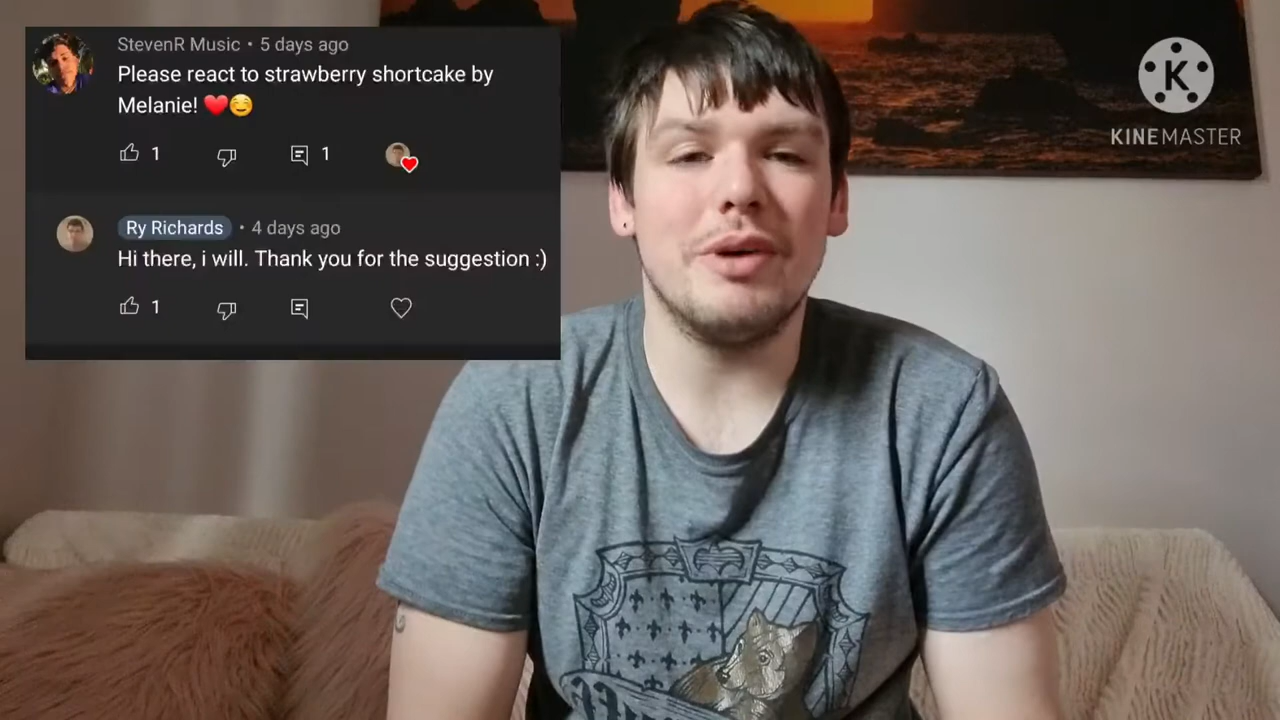 StevenR Music • 5 days ago
Please react to strawberry shortcake by
Melanie! ❤️☺️
1
1
Ry Richards • 4 days ago
Hi there, i will. Thank you for the suggestion :)
1
K
KINEMASTER